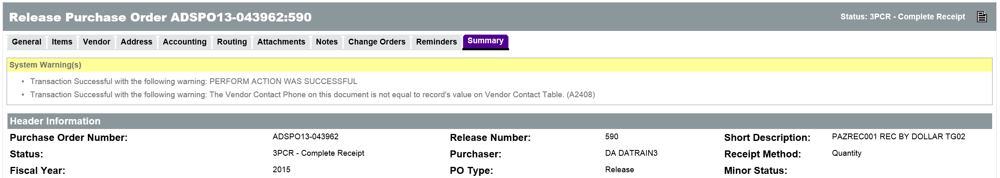 Release Purchase Order ADSPO13-043962:590 Status: 3PCR - Complete Receipt
General Items Vendor Address Accounting Routing Attachments Notes Change Orders Reminders Summary
System Warning(s)
• Transaction Successful with the following warning: PERFORM ACTION WAS SUCCESSFUL
• Transaction Successful with the following warning: The Vendor Contact Phone on this document is not equal to record's value on Vendor Contact Table. (A2408)
Header Information
Purchase Order Number: ADSPO13-043962 Release Number: 590 Short Description: PAZREC001 REC BY DOLLAR TG02
Status: 3PCR - Complete Receipt Purchaser: DA DATRAIN3 Receipt Method: Quantity
Fiscal Year: 2015 PO Type: Release Minor Status: